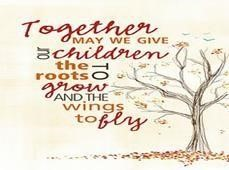 Together
MAY WE GIVE
our children
the
roots TO
grow
AND THE
wings
to fly